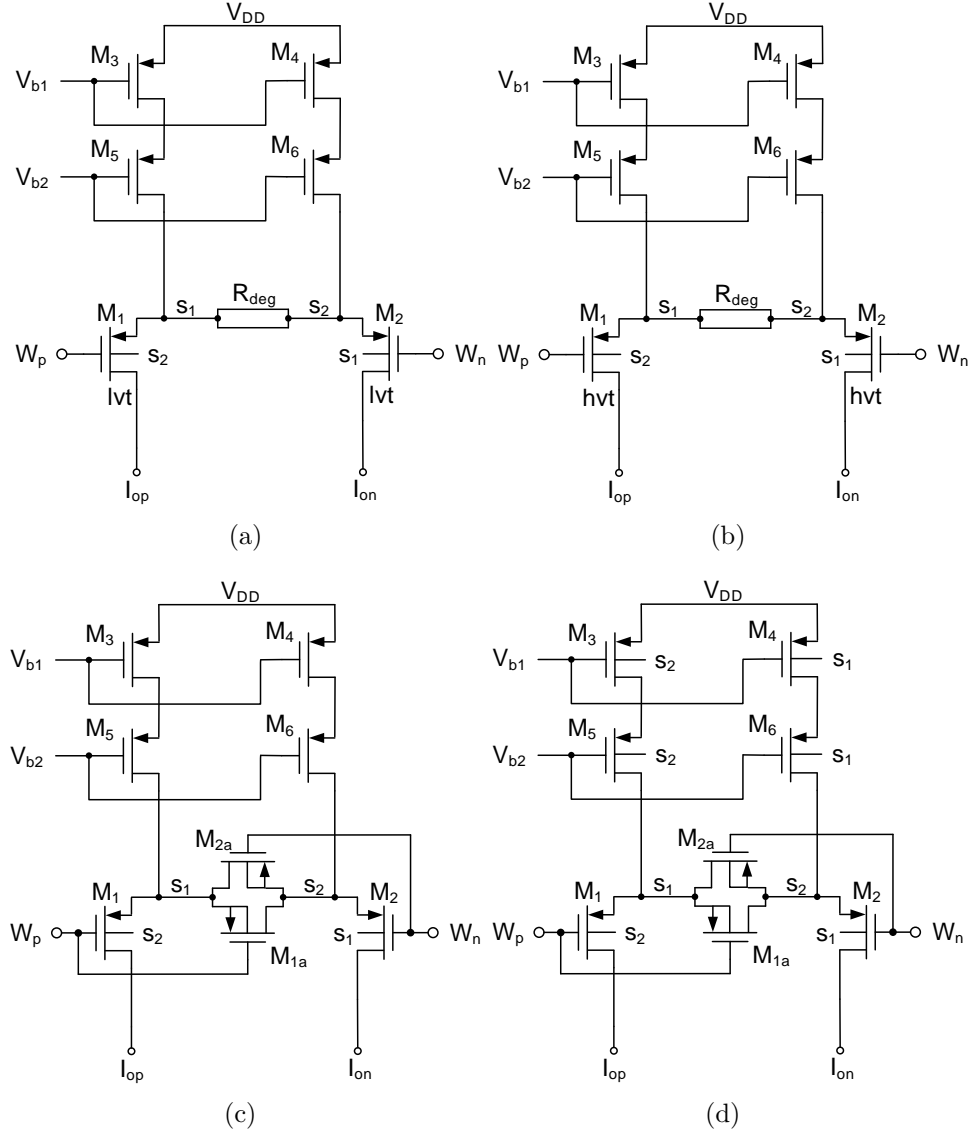 V_DD V_DD
M_3 M_4 M_3 M_4
V_b1 V_b1
M_5 M_6 M_5 M_6
V_b2 V_b2
M_1 s_1 R_deg s_2 M_2 M_1 s_1 R_deg s_2 M_2
W_p s_2 s_1 W_n W_p s_2 s_1 W_n
lvt lvt hvt hvt
I_op I_on I_op I_on
(a) (b)
V_DD V_DD
M_3 M_4 M_3 M_4
V_b1 V_b1 s_2 s_1
M_5 M_6 M_5 M_6
V_b2 V_b2 s_2 s_1
M_2a M_2a
M_1 s_1 s_2 M_2 M_1 s_1 s_2 M_2
W_p s_2 s_1 W_n W_p s_2 s_1 W_n
M_1a M_1a
I_op I_on I_op I_on
(c) (d)